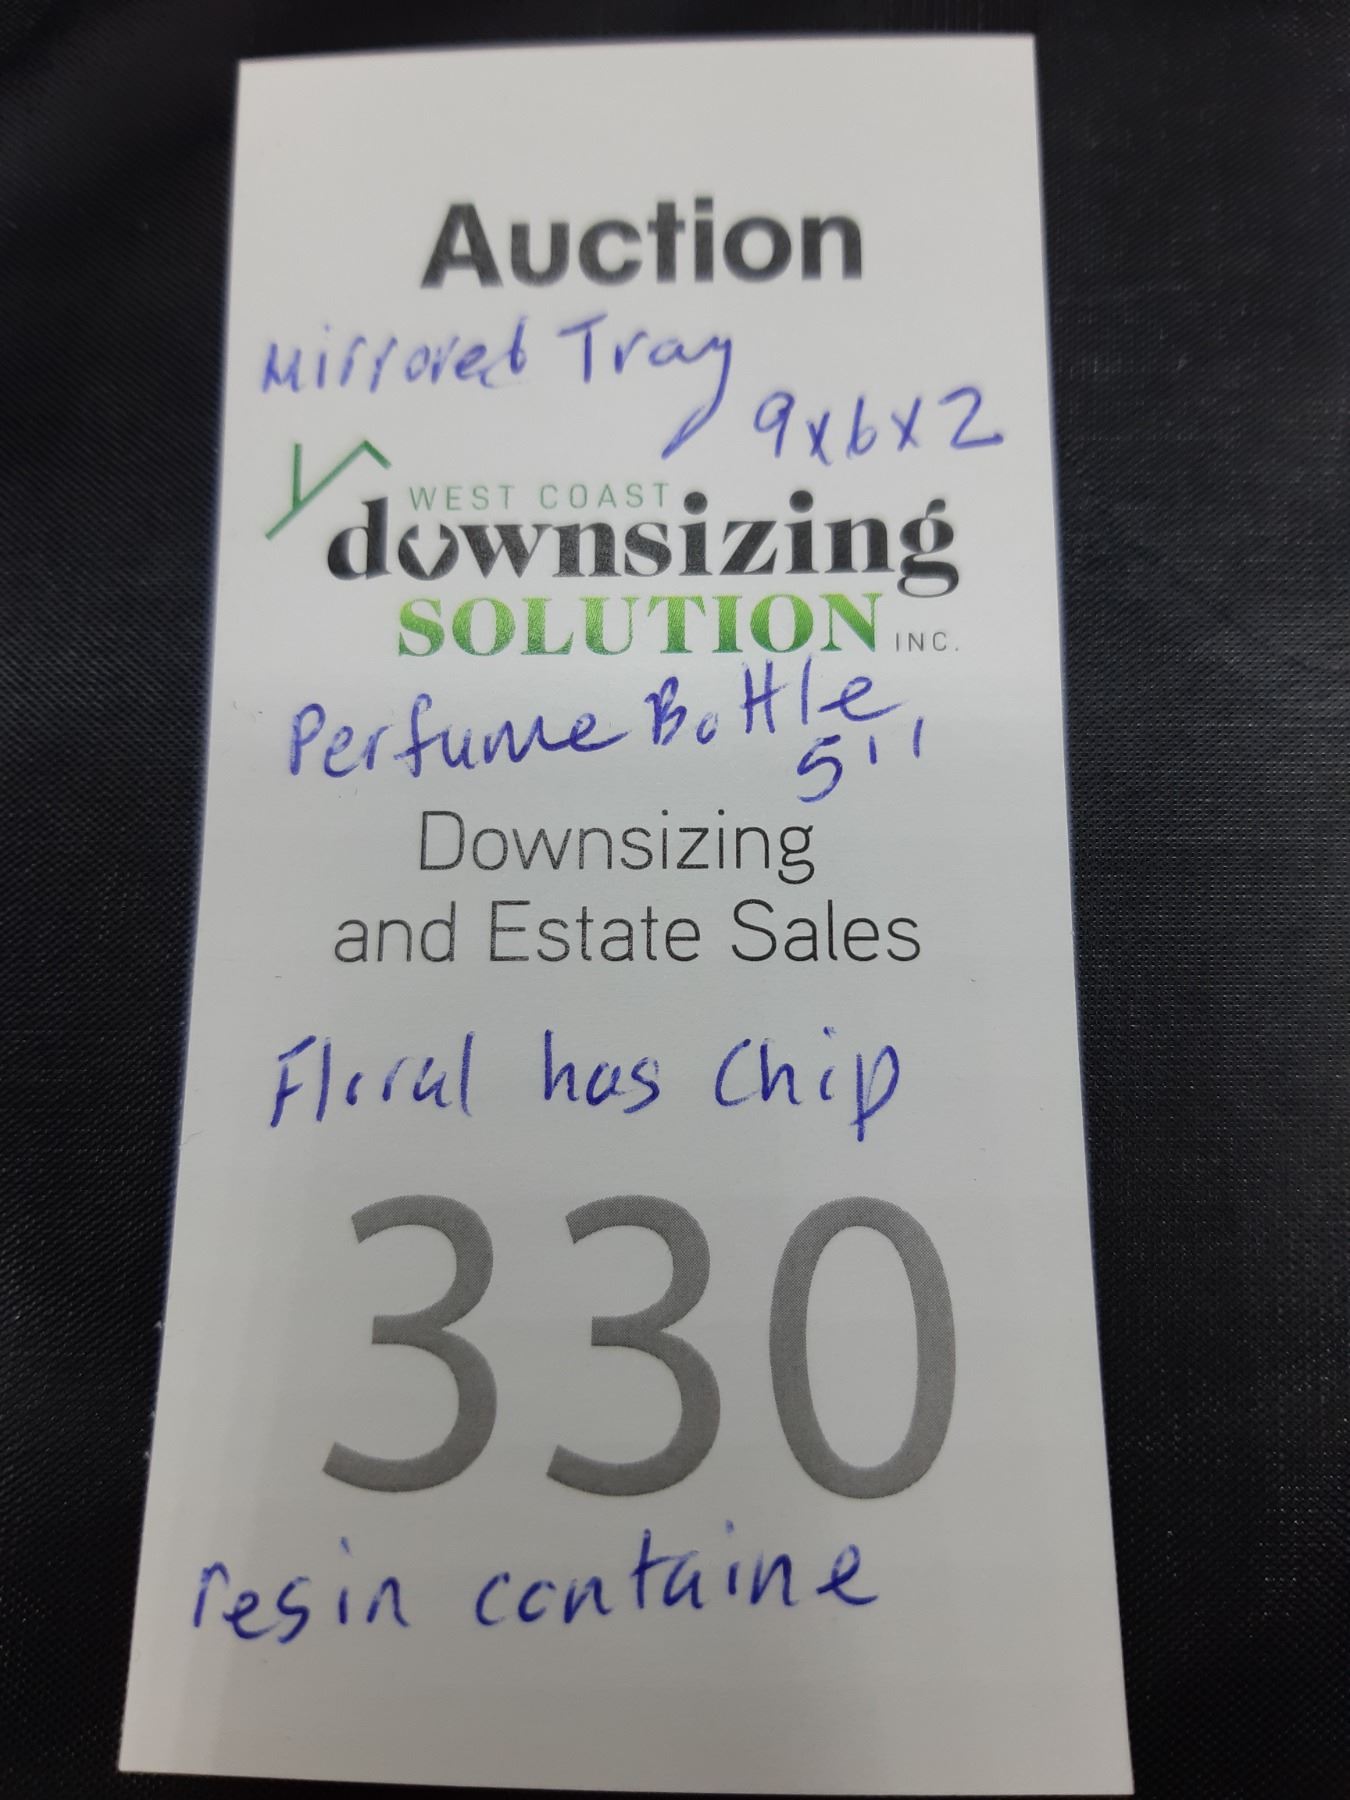 Auction
Mirrored Tray
9x6x2
WEST COAST
downsizing
SOLUTION INC.
Perfume Bottle,
5''
Downsizing
and Estate Sales
Floral has Chip
330
resin containe